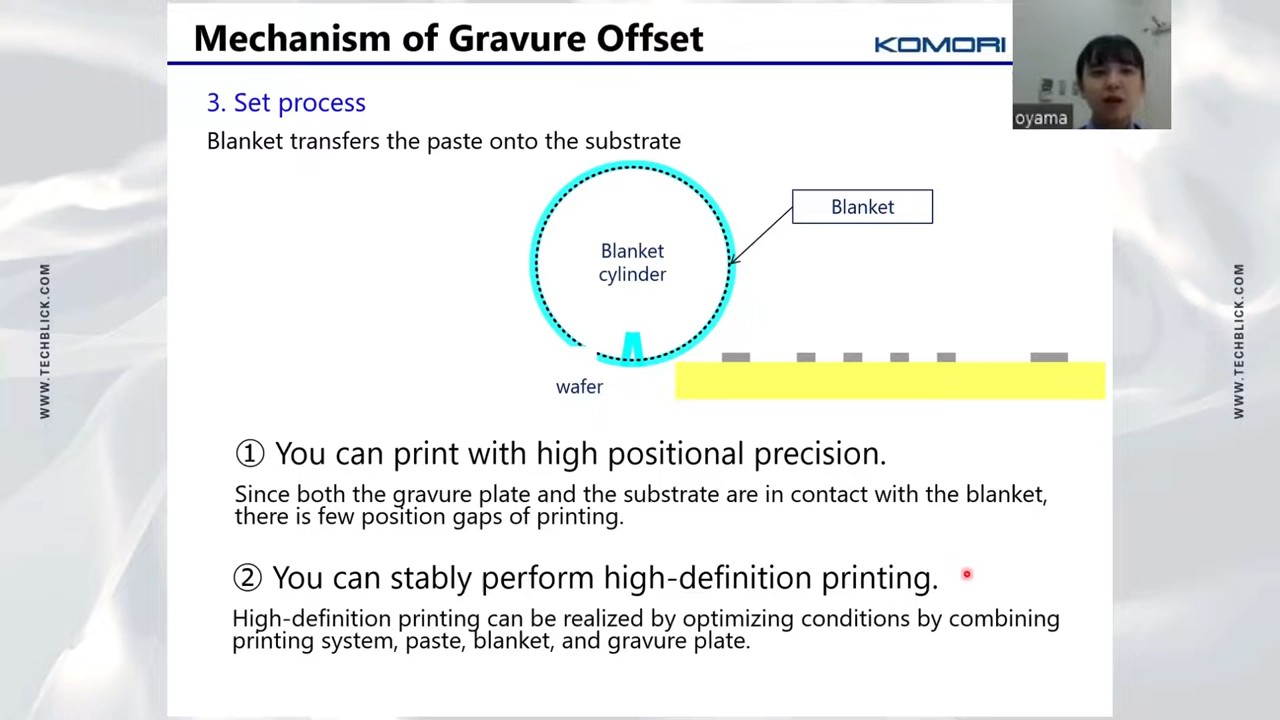 Mechanism of Gravure Offset
KOMORI
oyama
3. Set process
Blanket transfers the paste onto the substrate
Blanket
Blanket
cylinder
wafer
① You can print with high positional precision.
Since both the gravure plate and the substrate are in contact with the blanket,
there is few position gaps of printing.
② You can stably perform high-definition printing.
High-definition printing can be realized by optimizing conditions by combining
printing system, paste, blanket, and gravure plate.
WWW.TECHBLICK.COM
WWW.TECHBLICK.COM